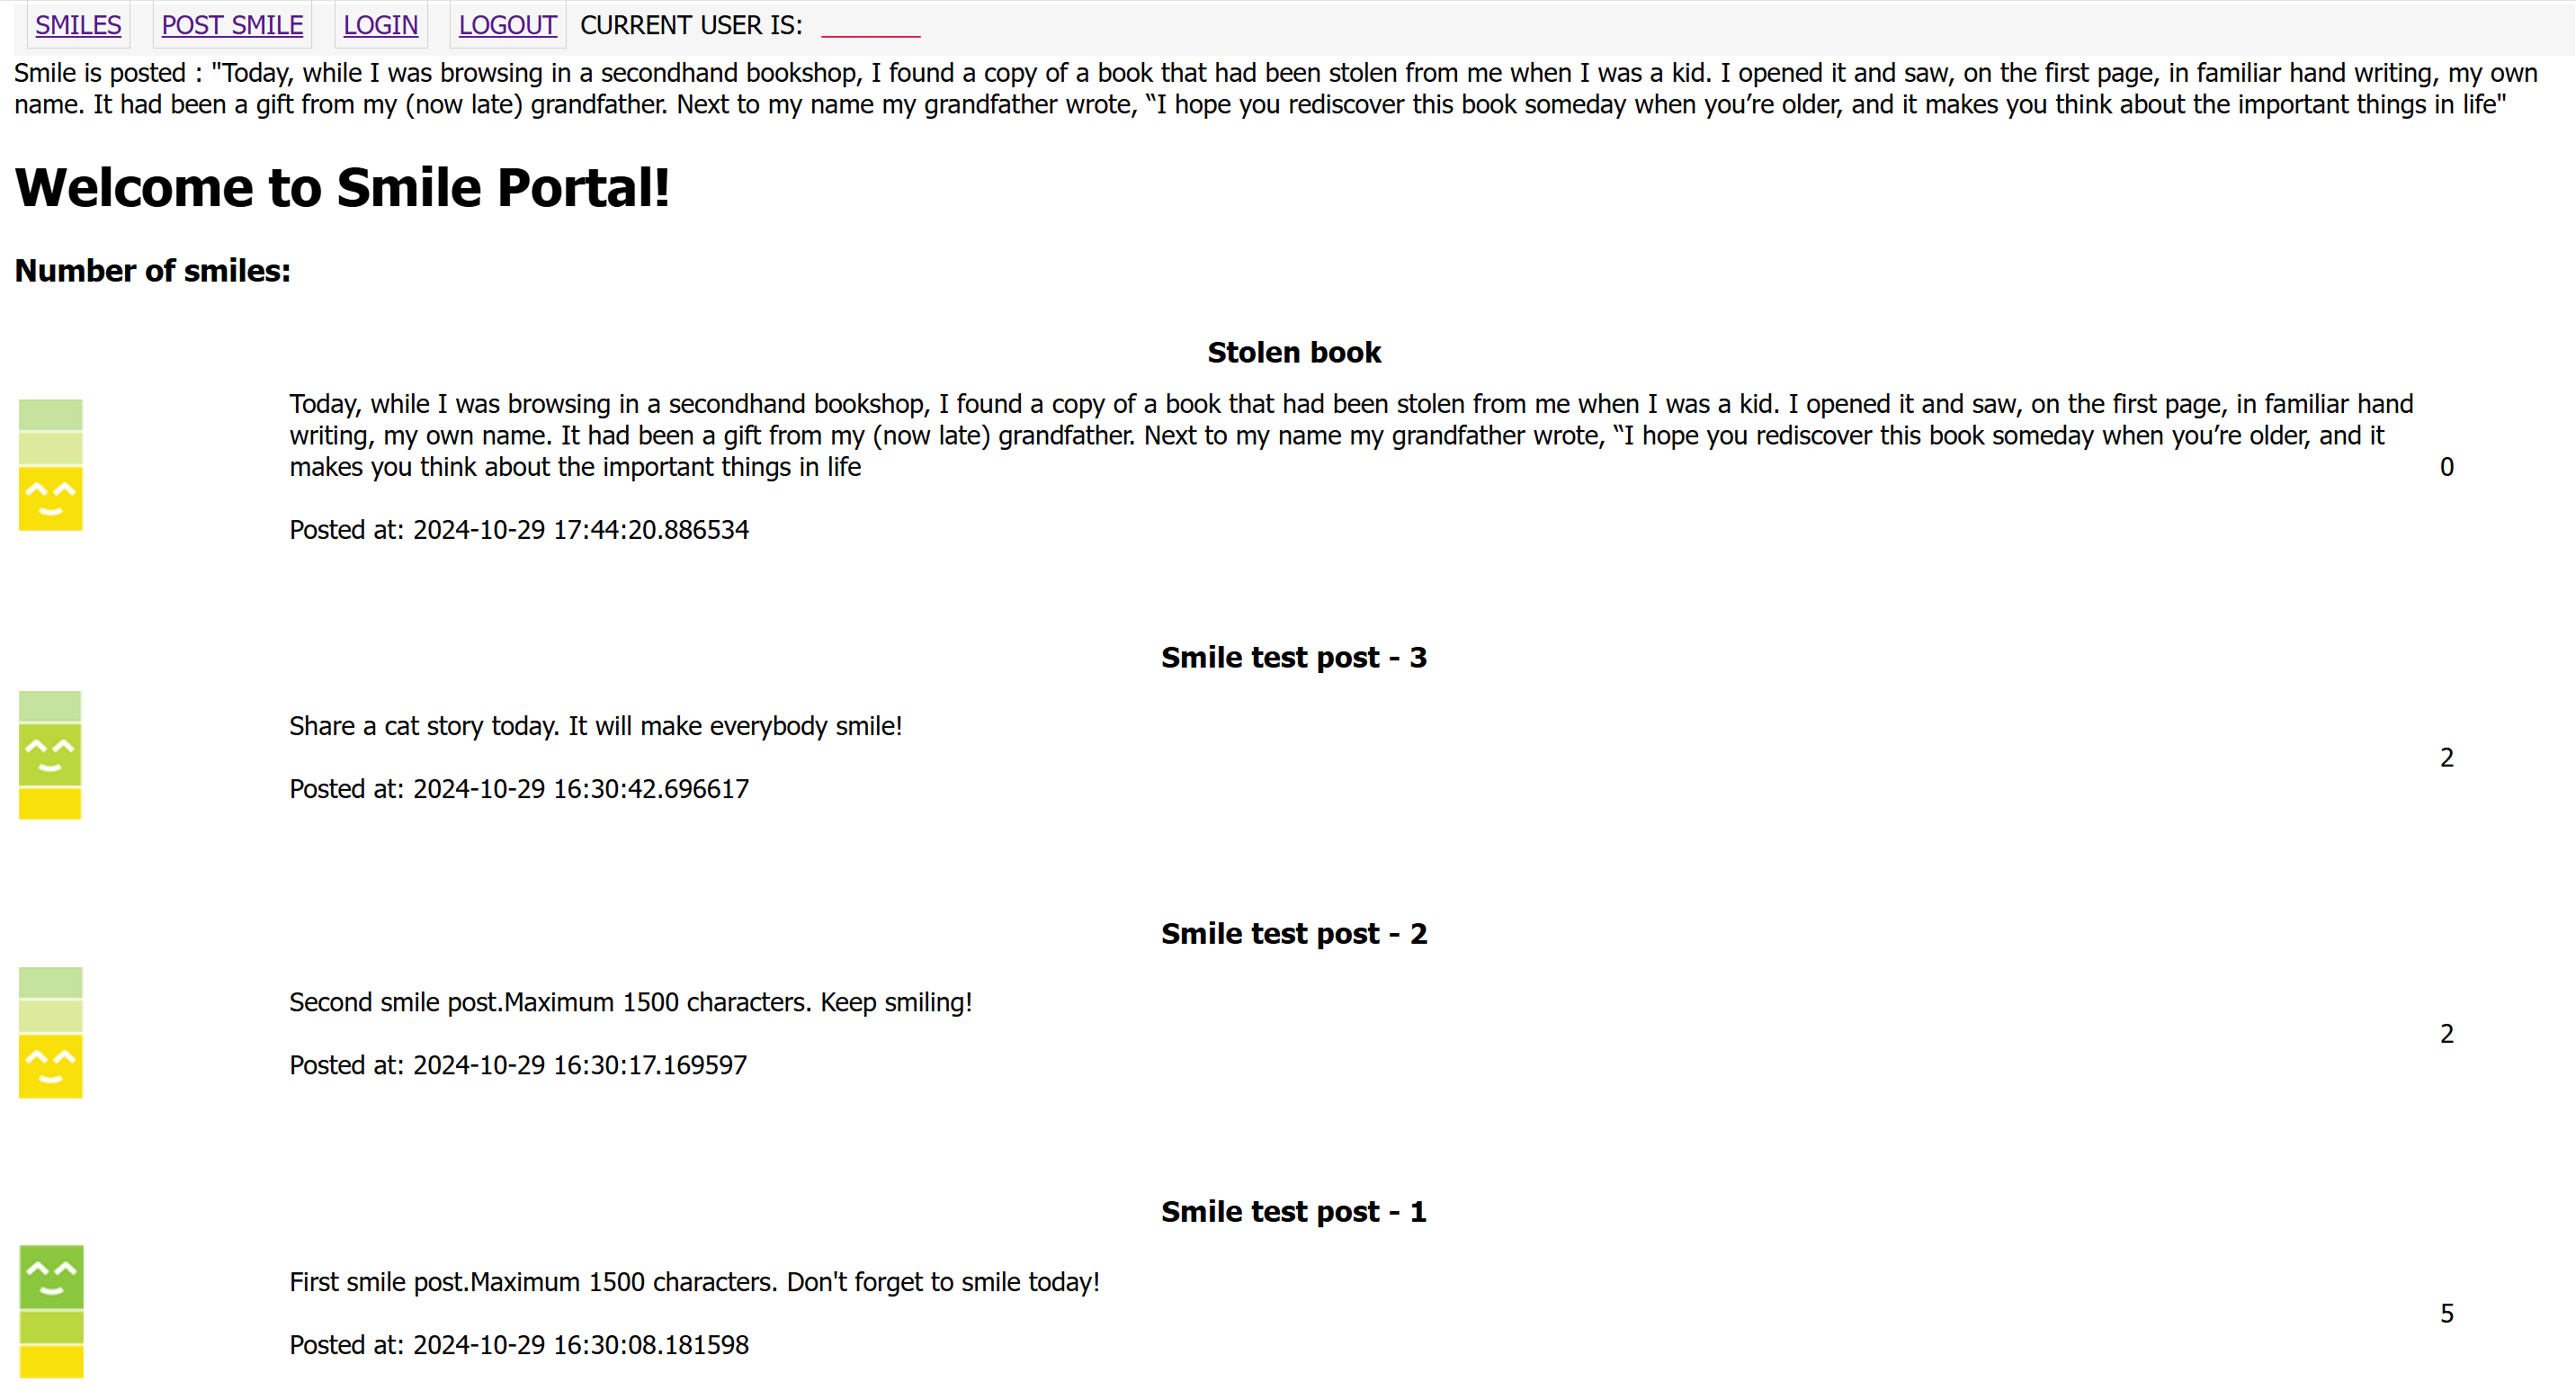 SMILES POST SMILE LOGIN LOGOUT CURRENT USER IS:
Smile is posted : "Today, while I was browsing in a secondhand bookshop, I found a copy of a book that had been stolen from me when I was a kid. I opened it and saw, on the first page, in familiar hand writing, my own
name. It had been a gift from my (now late) grandfather. Next to my name my grandfather wrote, “I hope you rediscover this book someday when you’re older, and it makes you think about the important things in life"
Welcome to Smile Portal!
Number of smiles:
Stolen book
Today, while I was browsing in a secondhand bookshop, I found a copy of a book that had been stolen from me when I was a kid. I opened it and saw, on the first page, in familiar hand
writing, my own name. It had been a gift from my (now late) grandfather. Next to my name my grandfather wrote, “I hope you rediscover this book someday when you’re older, and it
makes you think about the important things in life
0
Posted at: 2024-10-29 17:44:20.886534
Smile test post - 3
Share a cat story today. It will make everybody smile!
2
Posted at: 2024-10-29 16:30:42.696617
Smile test post - 2
Second smile post.Maximum 1500 characters. Keep smiling!
2
Posted at: 2024-10-29 16:30:17.169597
Smile test post - 1
First smile post.Maximum 1500 characters. Don't forget to smile today!
5
Posted at: 2024-10-29 16:30:08.181598